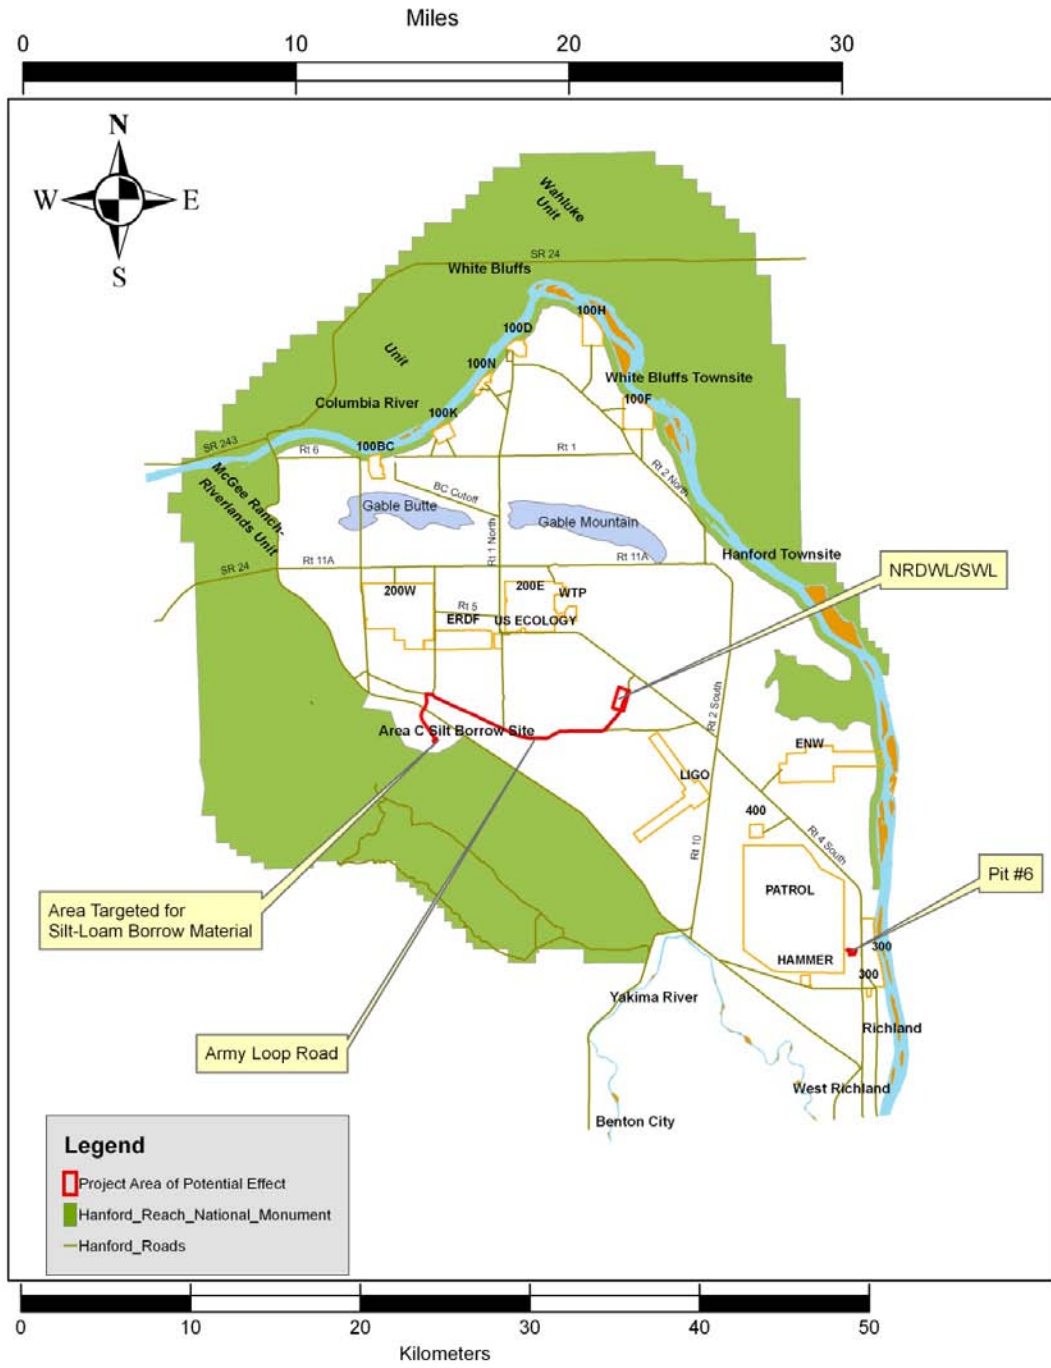 Miles
0
10
20
30
N
W
E
S
Wahluke
Unit
SR 24
White Bluffs
100H
100D
Unit
100N
White Bluffs Townsite
Columbia River
100F
100K
100BC
SR 243
Rt 6
Rt 1
McGee Ranch-
Riverlands Unit
Rt 2 North
BC Cutoff
Gable Butte
Gable Mountain
Rt 1 North
Hanford Townsite
SR 24
Rt 11A
Rt 11A
NRDWL/SWL
200W
200E
WTP
Rt 5
ERDF
US ECOLOGY
Rt 2 South
Area C Silt Borrow Site
ENW
LIGO
400
Rt 10
Rt 4 South
Pit #6
PATROL
Area Targeted for
Silt-Loam Borrow Material
300
HAMMER
300
Yakima River
Richland
Army Loop Road
West Richland
Benton City
Legend
Project Area of Potential Effect
Hanford_Reach_National_Monument
Hanford_Roads
0
10
20
30
40
50
Kilometers